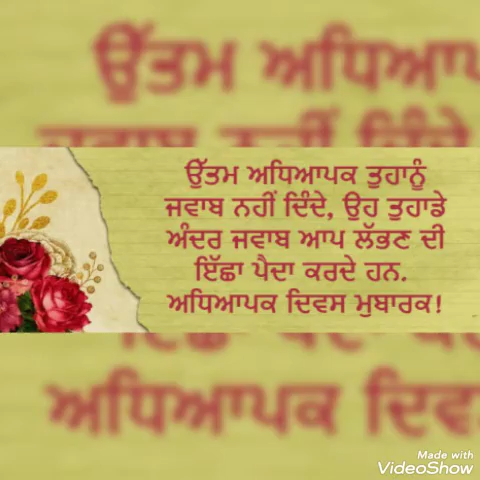 ਉੱਤਮ ਅਧਿਆਪਕ ਤੁਹਾਨੂੰ
ਜਵਾਬ ਨਹੀਂ ਦਿੰਦੇ, ਉਹ ਤੁਹਾਡੇ
ਅੰਦਰ ਜਵਾਬ ਆਪ ਲੱਭਣ ਦੀ
ਇੱਛਾ ਪੈਦਾ ਕਰਦੇ ਹਨ.
ਅਧਿਆਪਕ ਦਿਵਸ ਮੁਬਾਰਕ!
Made with
VideoShow